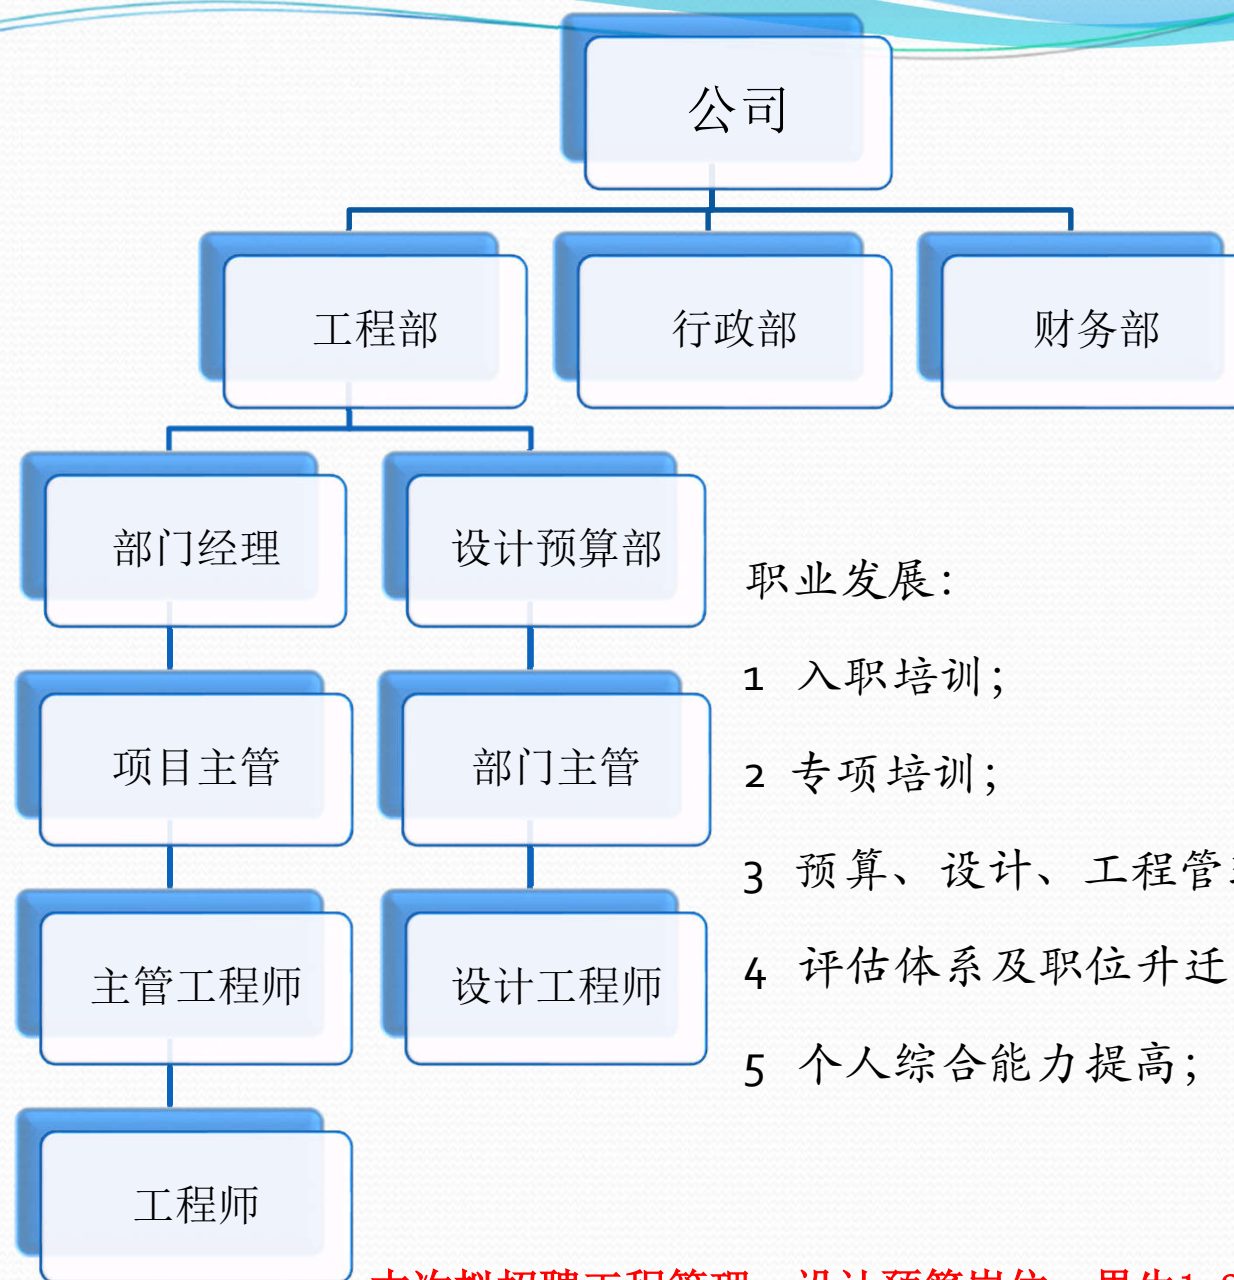 公司
工程部
行政部
财务部
部门经理
设计预算部
项目主管
部门主管
主管工程师
设计工程师
工程师
职业发展：
1 入职培训；
2 专项培训；
3 预算、设计、工程管
4 评估体系及职位升迁
5 个人综合能力提高；